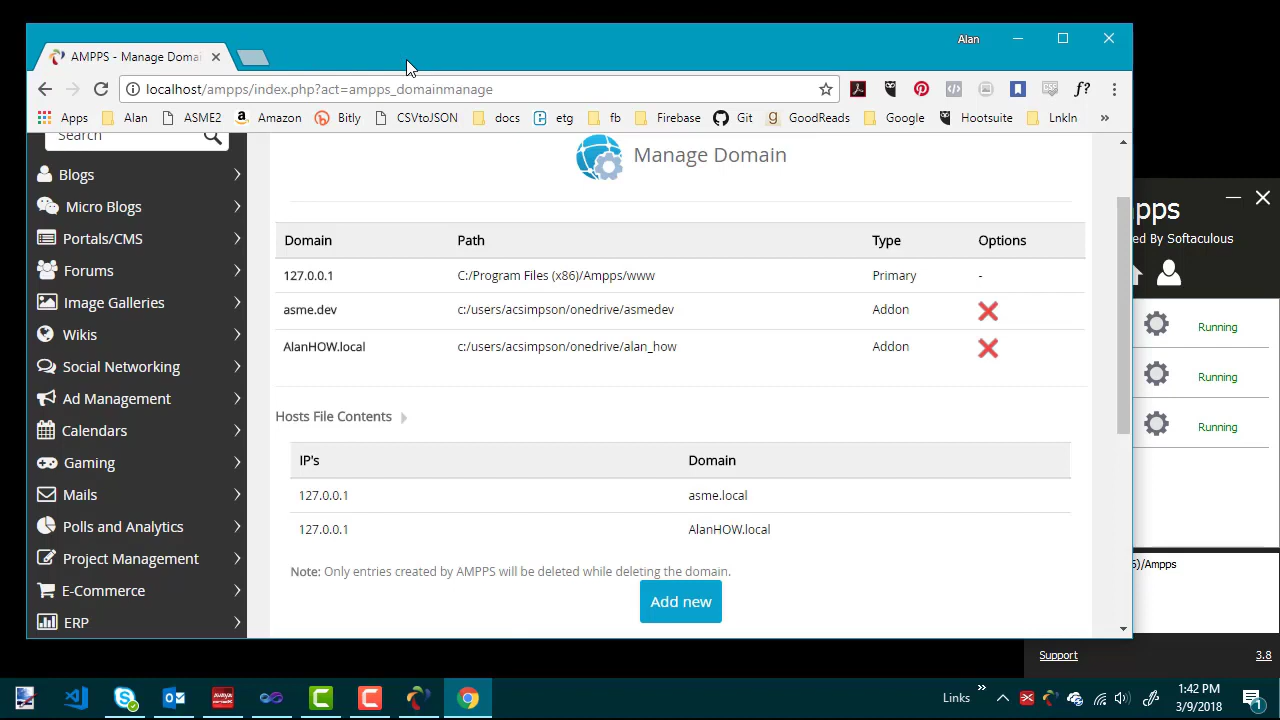 AMPPS - Manage Domai
Alan
localhost/ampps/index.php?act=ampps_domainmanage
f?
Apps Alan ASME2 Amazon Bitly CSVtoJSON docs etg fb Firease Git GoodReads Google Hootsuite LnkIn »
Search
Blogs
Micro Blogs
Portals/CMS
Forums
Image Galleries
Wikis
Social Networking
Ad Management
Calendars
Gaming
Mails
Polls and Analytics
Project Management
E-Commerce
ERP
Manage Domain
Domain Path Type Options
127.0.0.1 C:/Program Files (x86)/Ampps/www Primary -
asme.dev c:/users/acsimpson/onedrive/asmedev Addon
AlanHOW.local c:/users/acsimpson/onedrive/alan_how Addon
Hosts File Contents
IP's Domain
127.0.0.1 asme.local
127.0.0.1 AlanHOW.local
Note: Only entries created by AMPPS will be deleted while deleting the domain.
Add new
pps
ed By Softaculous
Running
Running
Running
6)/Ampps
Support 3.8
Links »
1:42 PM
3/9/2018
1